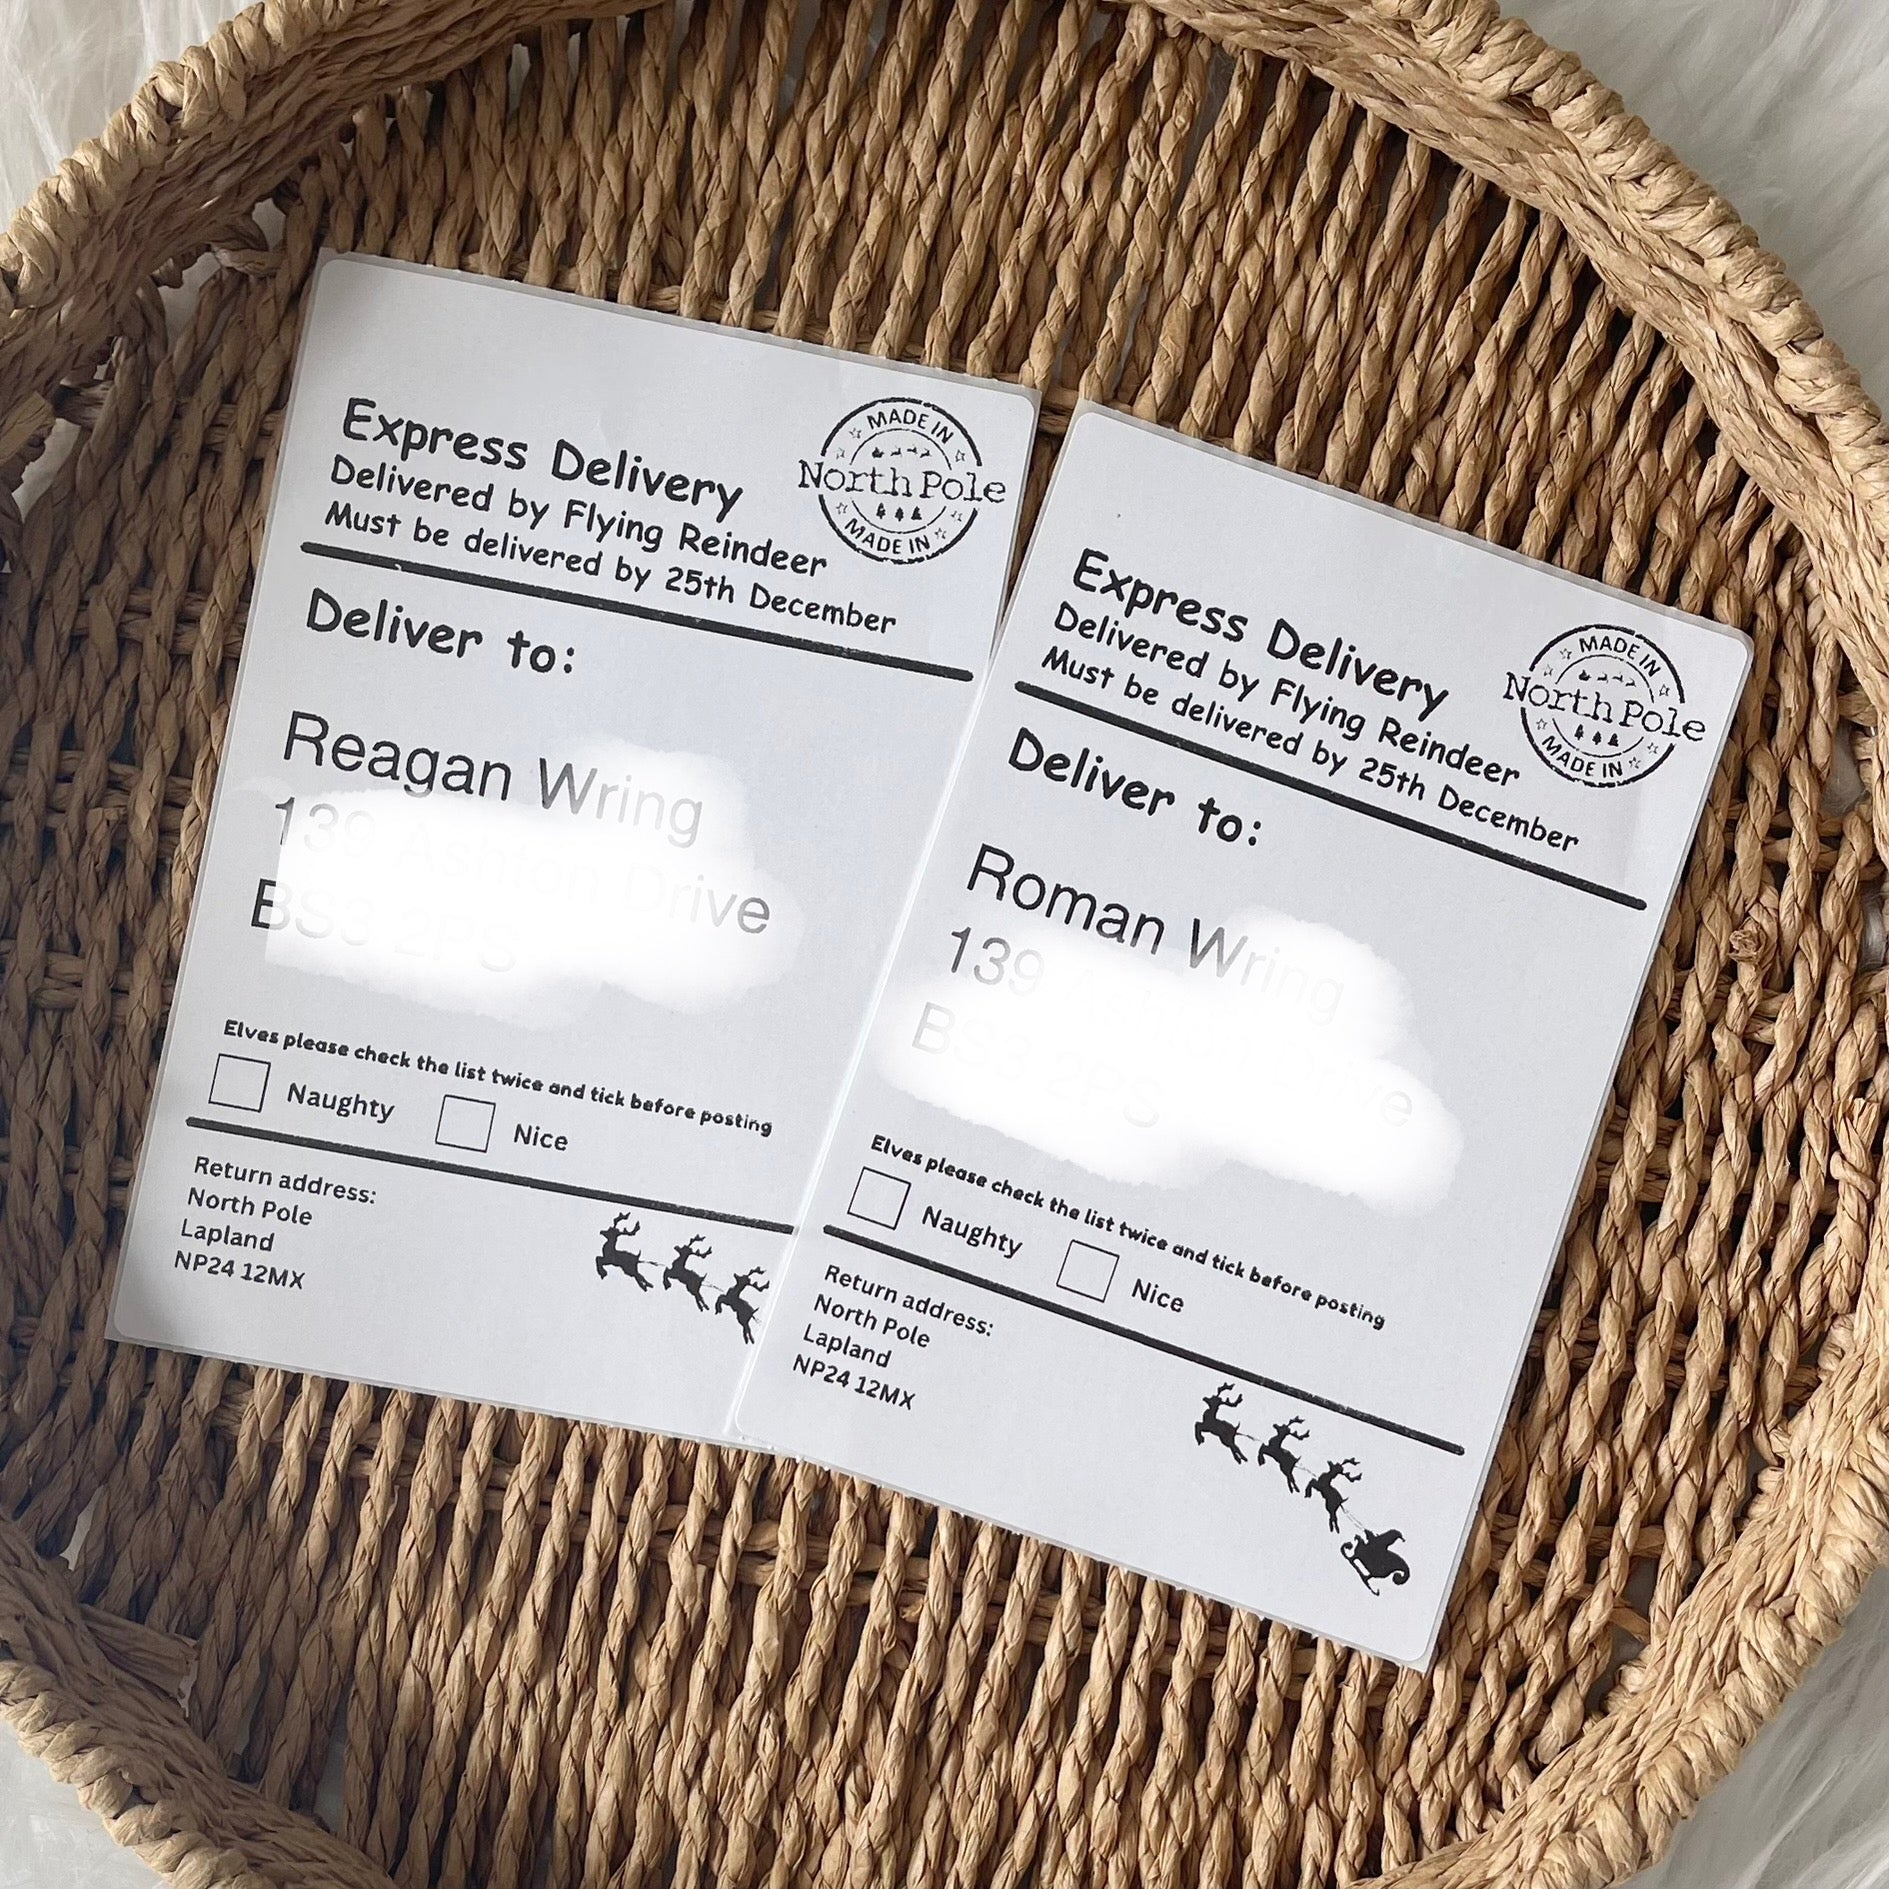 Express Delivery
Delivered by Flying Reindeer
Must be delivered by 25th December
MADE IN
North Pole
MADE IN
Deliver to:
Reagan
Elves please check the list twice and tick before posting
Naughty
Nice
Return address:
North Pole
Lapland
NP24 12MX
Express Delivery
Delivered by Flying Reindeer
Must be delivered by 25th December
MADE IN
North Pole
MADE IN
Deliver to:
Roman
Elves please check the list twice and tick before posting
Naughty
Nice
Return address:
North Pole
Lapland
NP24 12MX